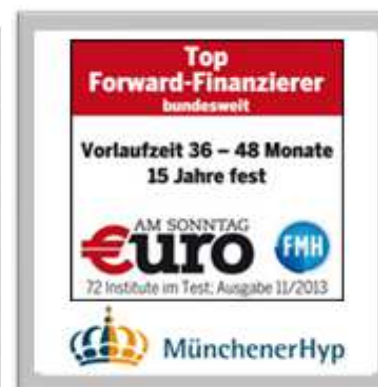 Top
Forward-Finanzierer
bundesweit
Vorlaufzeit 36 – 48 Monate
15 Jahre fest
AM SONNTAG
€uro
FMH
72 Institute im Test; Ausgabe 11/2013
MünchenerHyp